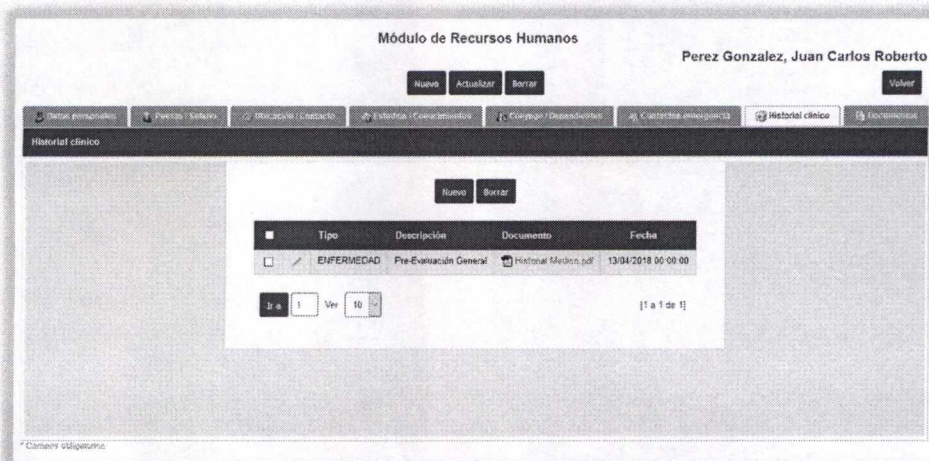 Módulo de Recursos Humanos
Perez Gonzalez, Juan Carlos Roberto
Nuevo Actualizar Borrar Volver
Datos personales Puesto / Salario Ubicación / Contacto Estudios / Conocimientos Conyuge / Dependientes Contactos emergencia Historial clínico Documentos
Historial clínico
Nuevo Borrar
Tipo Descripción Documento Fecha
ENFERMEDAD Pre-Evaluación General Historial Medico.pdf 13/04/2018 00:00:00
Ir a 1 Ver 10 [1 a 1 de 1]
* Campos obligatorios